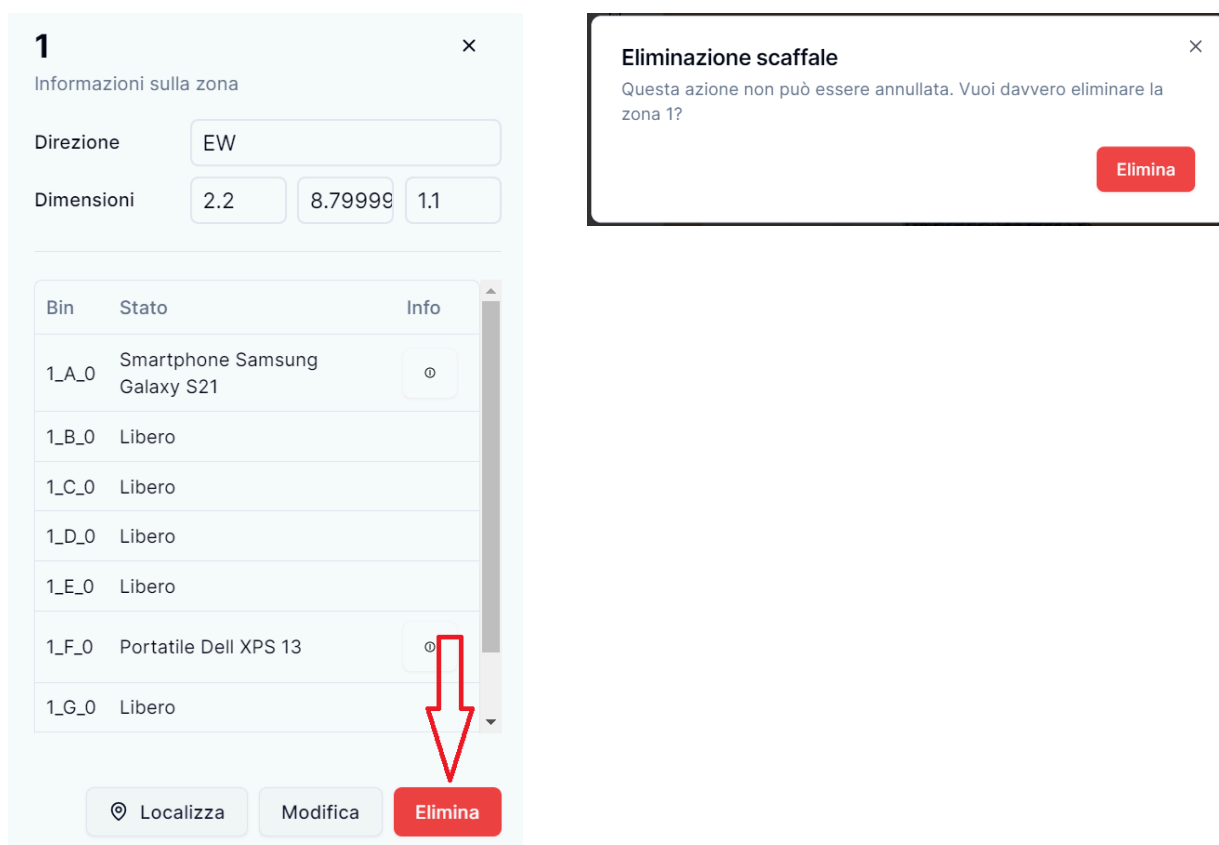 1
Informazioni sulla zona
Direzione EW
Dimensioni 2.2 8.79999 1.1
Bin Stato Info
1_A_0 Smartphone Samsung
Galaxy S21
1_B_0 Libero
1_C_0 Libero
1_D_0 Libero
1_E_0 Libero
1_F_0 Portatile Dell XPS 13
1_G_0 Libero
Localizza Modifica Elimina
Eliminazione scaffale
Questa azione non può essere annullata. Vuoi davvero eliminare la
zona 1?
Elimina